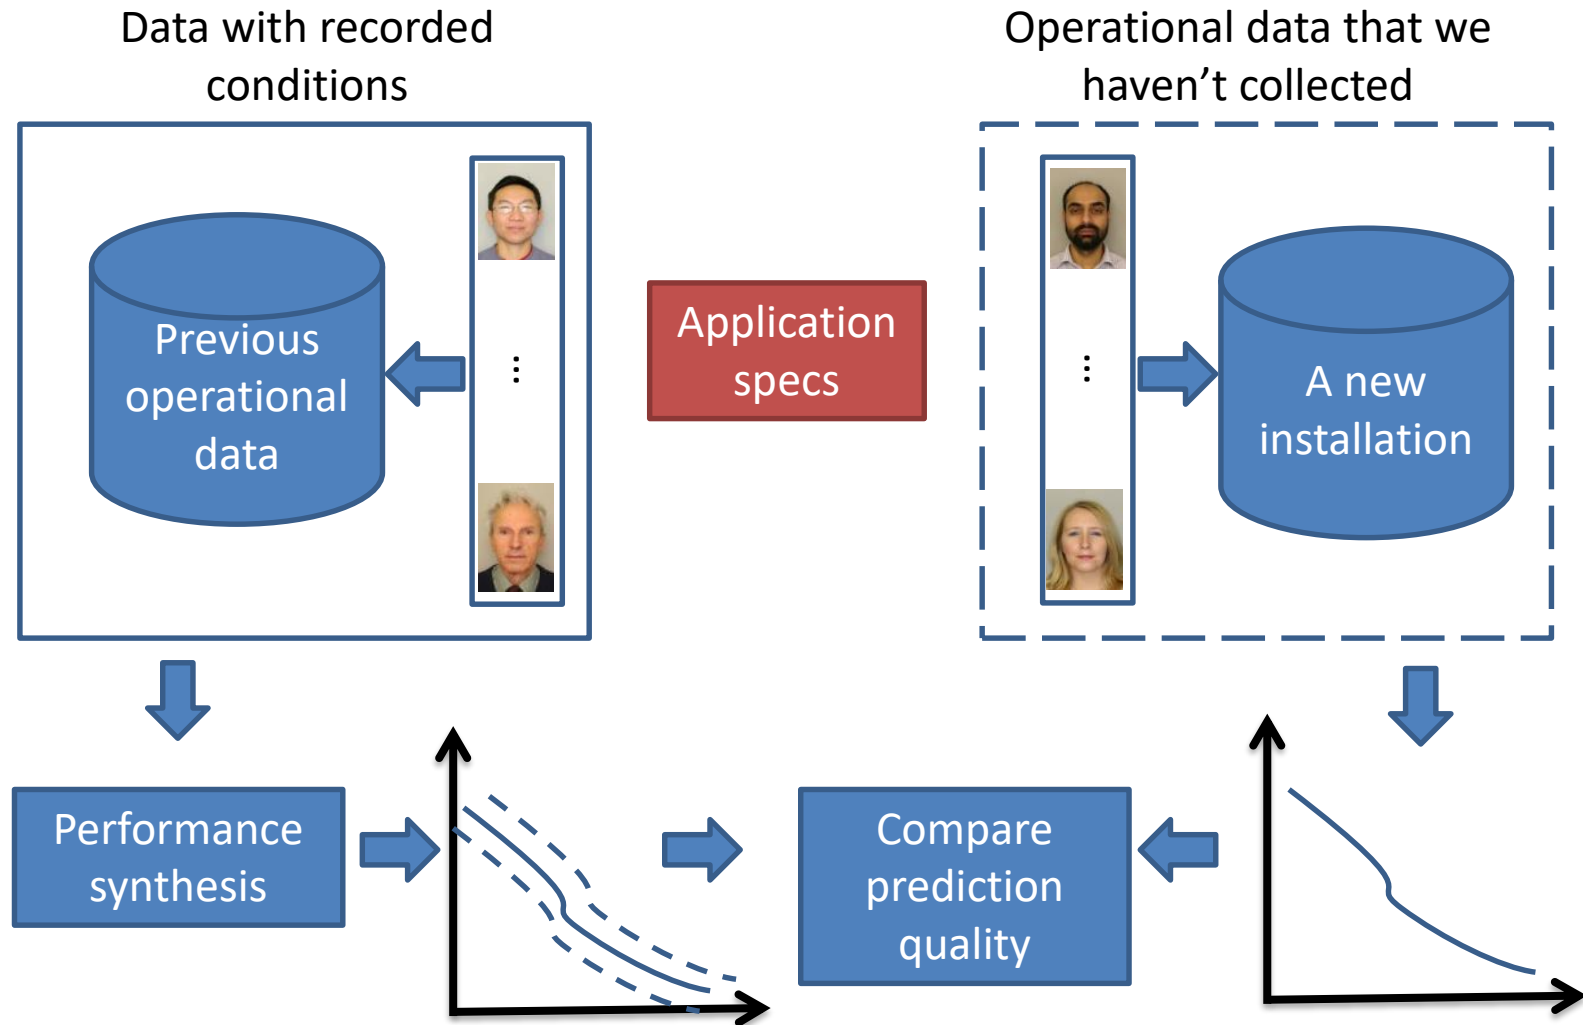 Data with recorded
conditions
Operational data that we
haven’t collected
Previous
operational
data
...
Application
specs
...
A new
installation
Performance
synthesis
Compare
prediction
quality